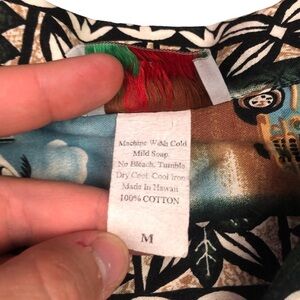 Machine Wash Cold
Mild Soap
No Bleach, Tumble
Dry Cool, Cool Iron
Made In Hawaii
100% COTTON
M